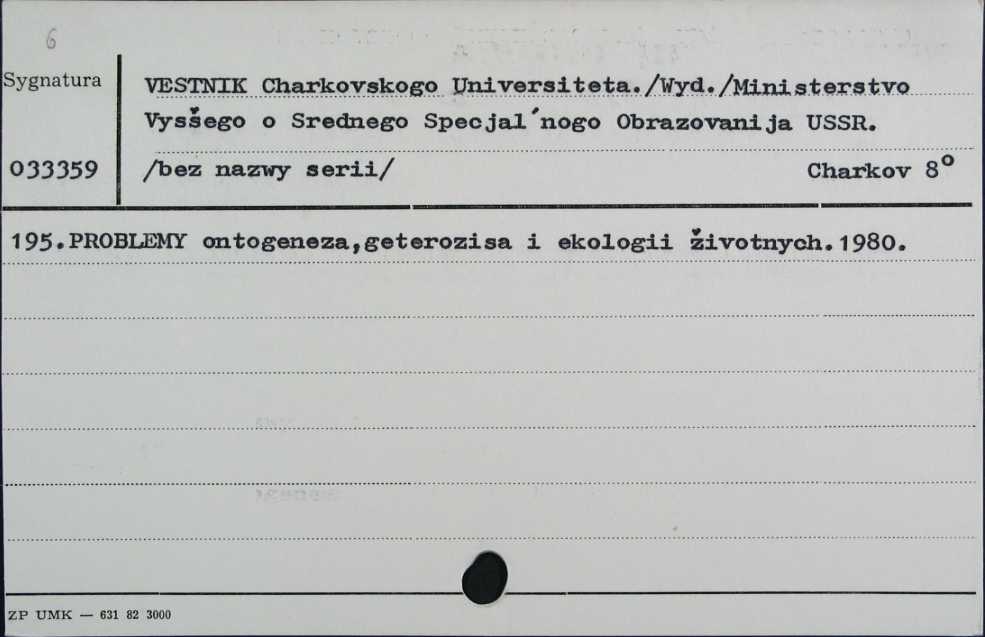 6
Sygnatura
VESTNIK Charkovskogo Universiteta./Wyd./Ministerstvo
Vysšego o Srednego Specjal´nogo Obrazovanija USSR.
033359 /bez nazwy serii/ Charkov 8°
195.PROBLEMY ontogeneza,geterozisa i ekologii životnych.1980.
ZP UMK — 631 82 3000